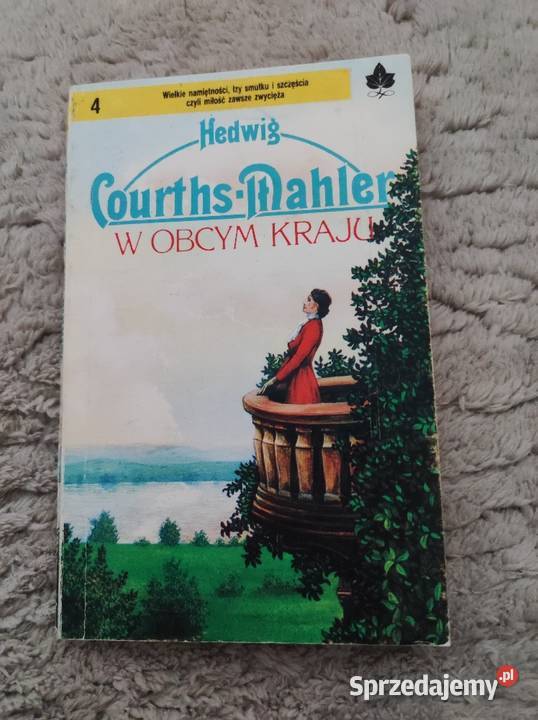 4
Wielkie namiętności, łzy smutku i szczęścia
czyli miłość zawsze zwycięża
Hedwig
Courths-Mahler
W OBCYM KRAJU
Sprzedajemy.pl